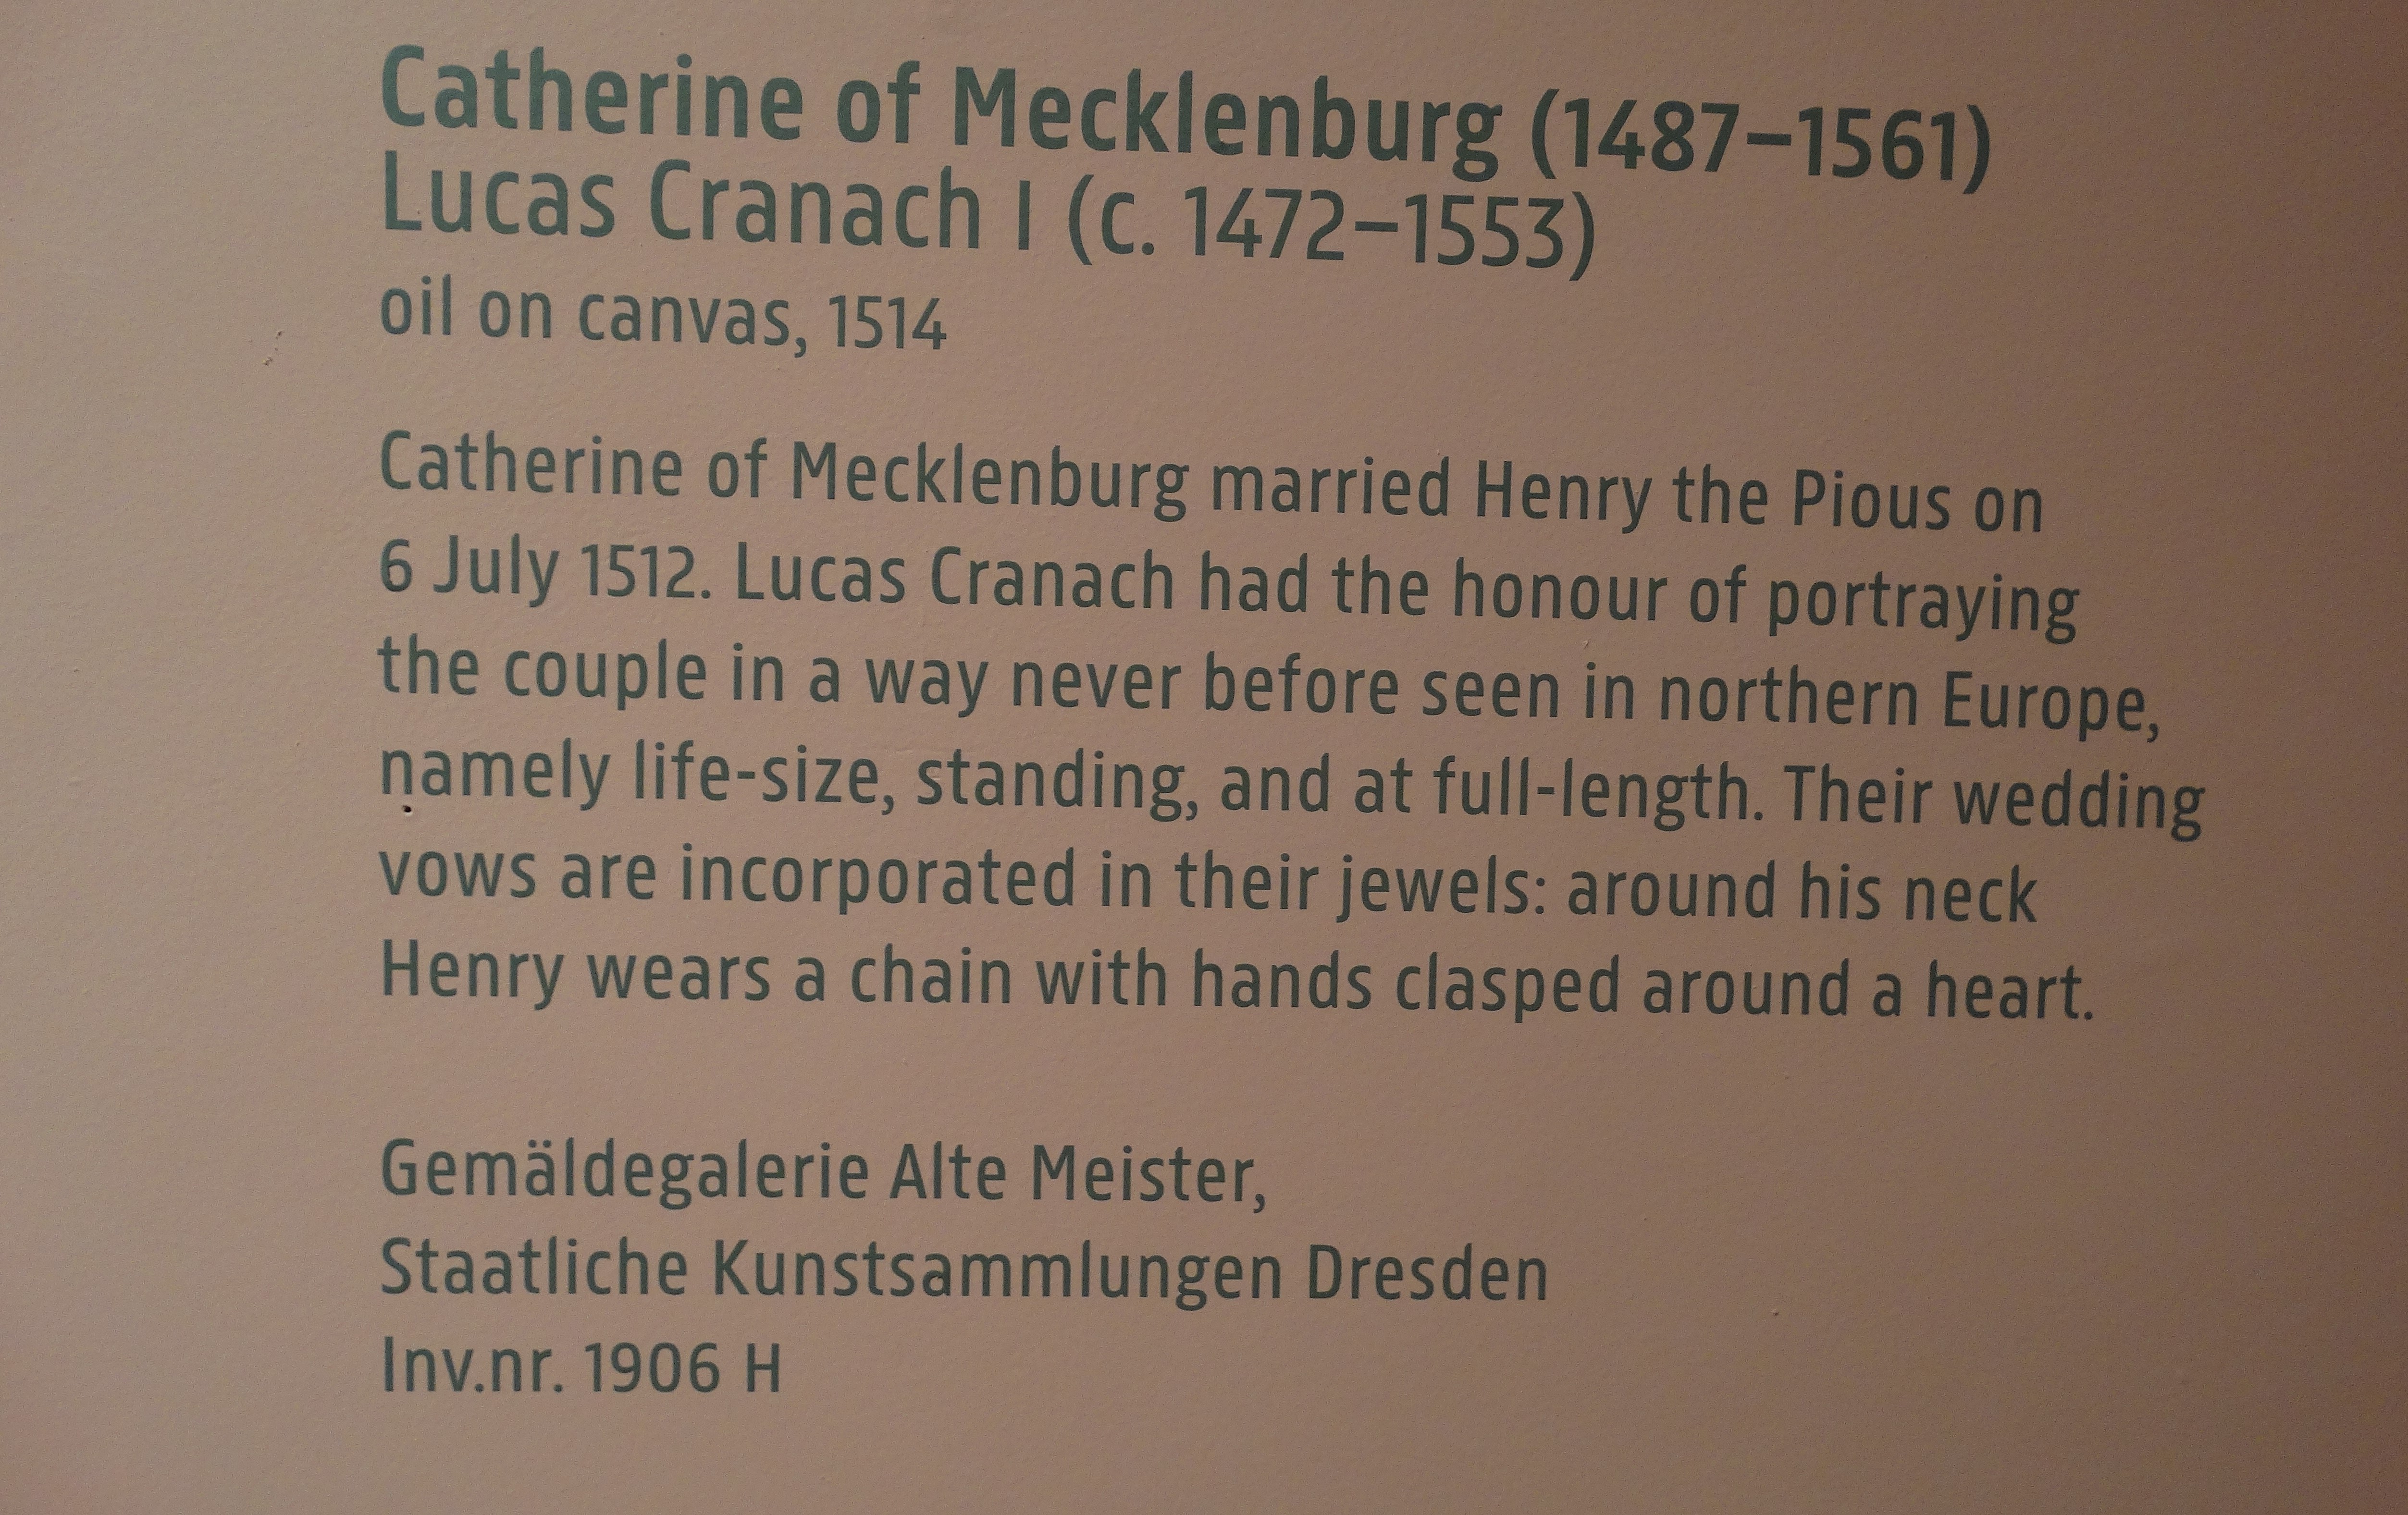 Catherine of Mecklenburg (1487–1561)
Lucas Cranach I (c. 1472–1553)
oil on canvas, 1514
Catherine of Mecklenburg married Henry the Pious on
6 July 1512. Lucas Cranach had the honour of portraying
the couple in a way never before seen in northern Europe,
namely life-size, standing, and at full-length. Their wedding
vows are incorporated in their jewels: around his neck
Henry wears a chain with hands clasped around a heart.
Gemäldegalerie Alte Meister,
Staatliche Kunstsammlungen Dresden
Inv.nr. 1906 H